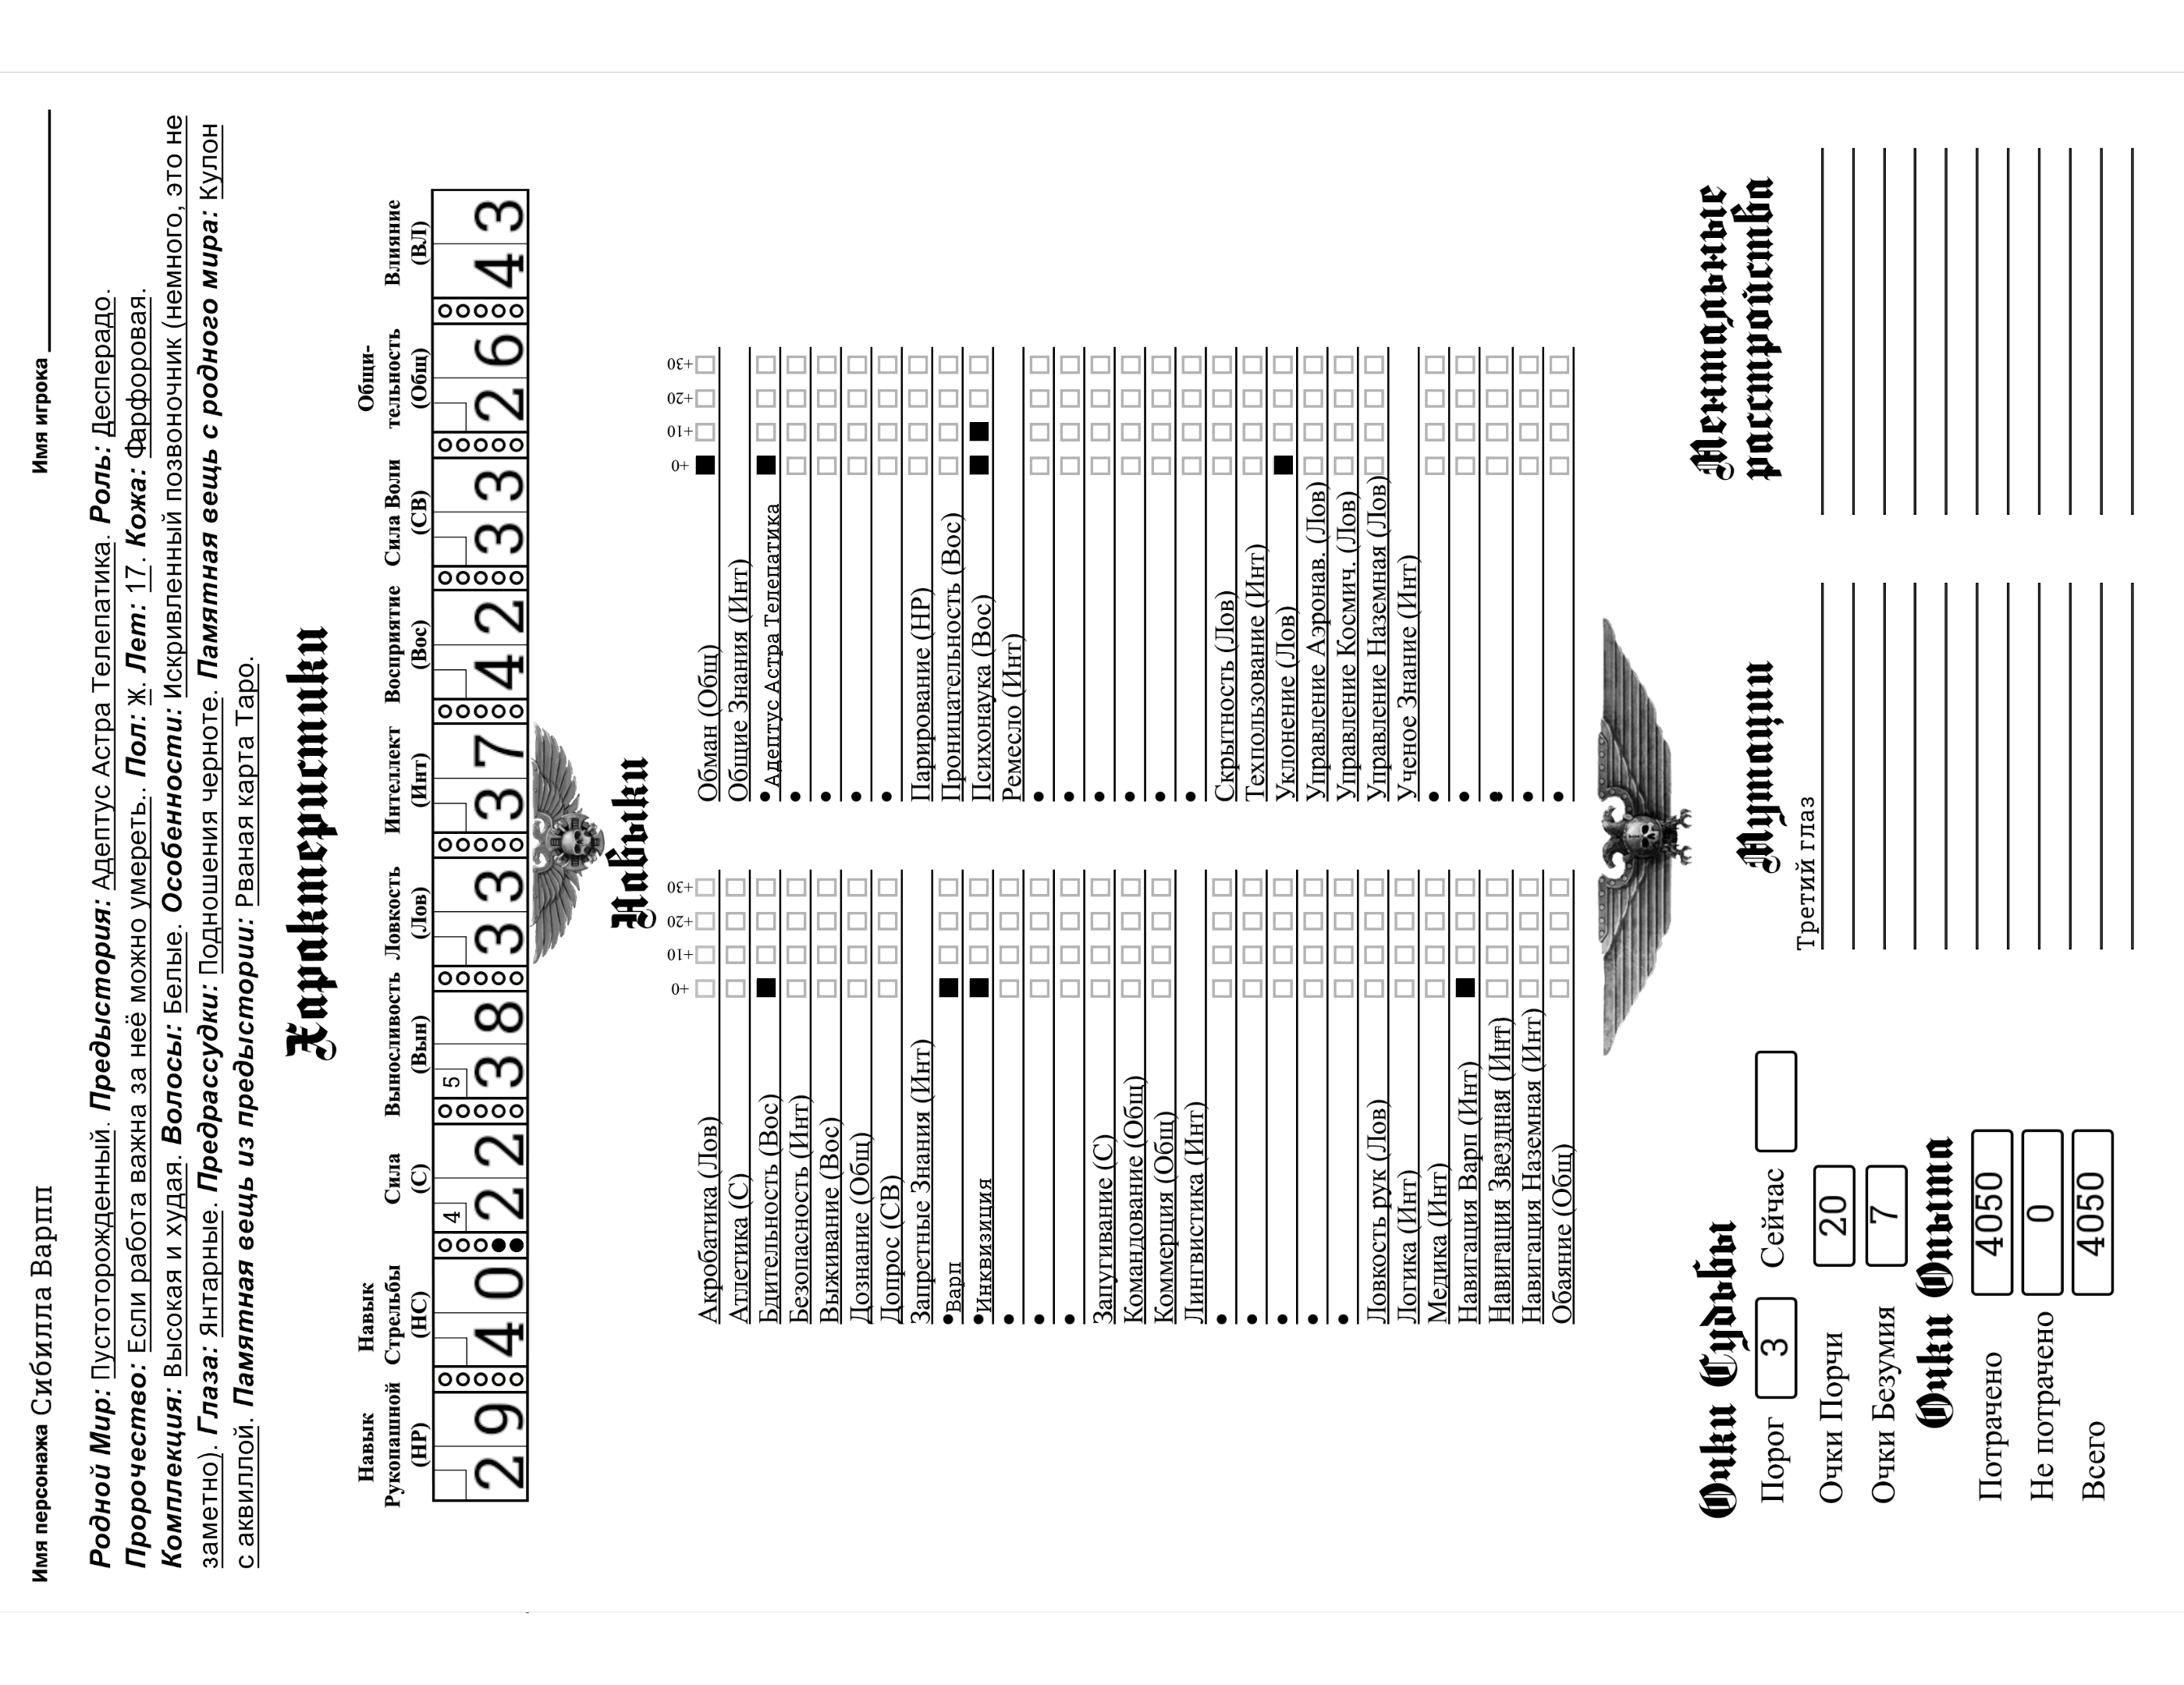 Имя персонажа Сибилла Варпп
Имя игрока
Родной Мир: Пустоторожденный. Предыстория: Адептус Астра Телепатика. Роль: Десперадо.
Пророчество: Если работа важна за неё можно умереть.. Пол: Ж. Лет: 17. Кожа: Фарфоровая.
Комплекция: Высокая и худая. Волосы: Белые. Особенности: Искривленный позвоночник (немного, это не
заметно). Глаза: Янтарные. Предрассудки: Подношения черноте. Памятная вещь с родного мира: Кулон
с аквиллой. Памятная вещь из предыстории: Рваная карта Таро.
Характеристики
Навык Рукопашной (НР)
29
Навык Стрельбы (НС)
40
Сила (С)
4
22
Выносливость (Вын)
5
38
Ловкость (Лов)
33
Интеллект (Инт)
37
Восприятие (Вос)
42
Сила Воли (СВ)
33
Общи-
тельность (Общ)
26
Влияние (ВЛ)
43
Навыки
+0 +10 +20 +30
Акробатика (Лов)
Атлетика (С)
Бдительность (Вос)
Безопасность (Инт)
Выживание (Вос)
Дознание (Общ)
Допрос (СВ)
Запретные Знания (Инт)
•Варп
•Инквизиция
•
•
•
Запугивание (С)
Командование (Общ)
Коммерция (Общ)
Лингвистика (Инт)
•
•
•
•
•
Ловкость рук (Лов)
Логика (Инт)
Медика (Инт)
Навигация Варп (Инт)
Навигация Звездная (Инт)
Навигация Наземная (Инт)
Обаяние (Общ)
+0 +10 +20 +30
Обман (Общ)
Общие Знания (Инт)
• Адептус Астра Телепатика
•
•
•
•
Парирование (НР)
Проницательность (Вос)
Психонаука (Вос)
Ремесло (Инт)
•
•
•
•
•
•
Скрытность (Лов)
Техпользование (Инт)
Уклонение (Лов)
Управление Аэронав. (Лов)
Управление Космич. (Лов)
Управление Наземная (Лов)
Ученое Знание (Инт)
•
•
•
•
•
Очки Судьбы
Порог 3 Сейчас
Очки Порчи 20
Очки Безумия 7
Очки Опыта
Потрачено 4050
Не потрачено 0
Всего 4050
Мутации
Третий глаз
Ментальные
расстройства